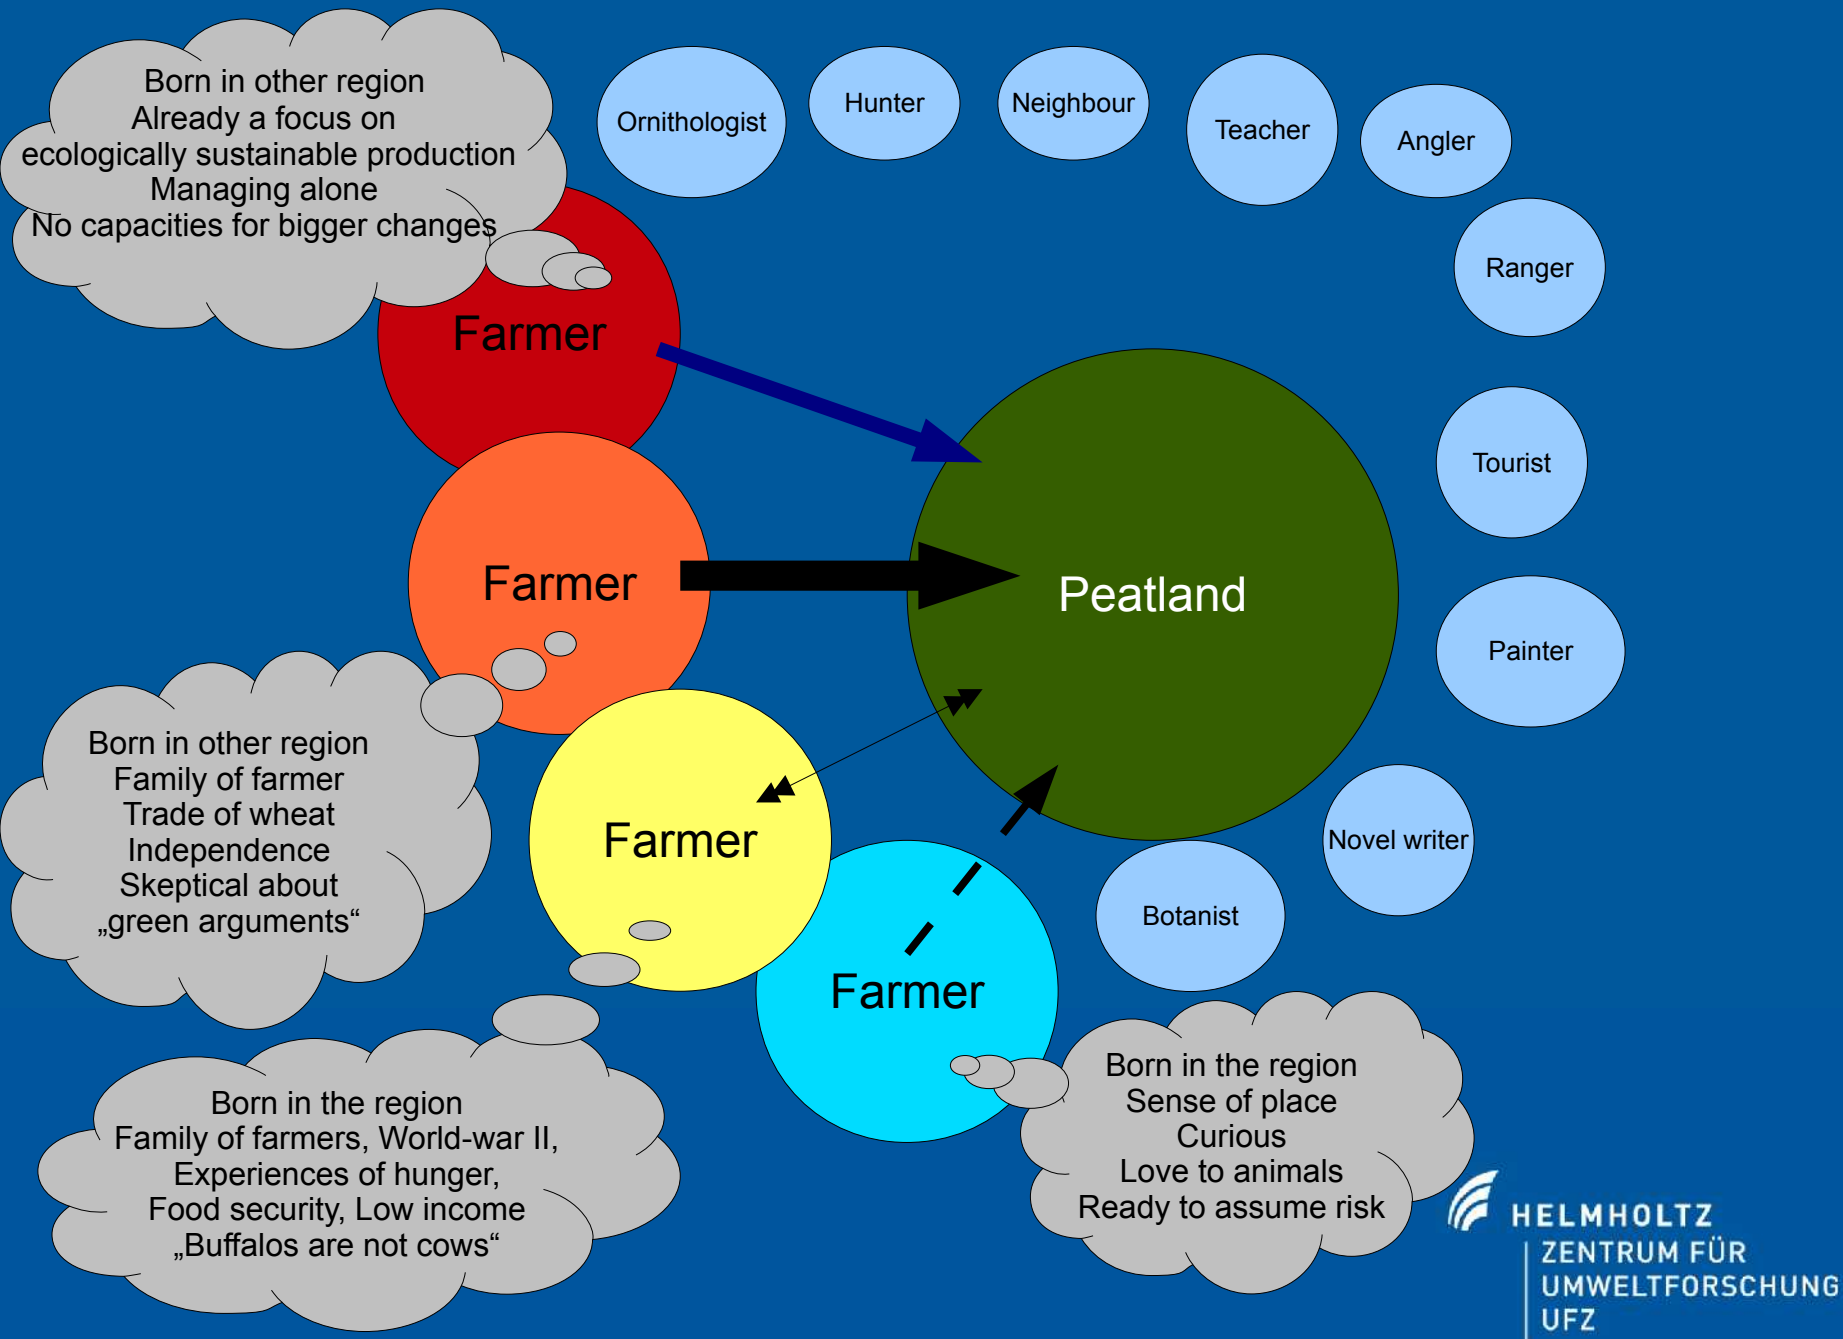 Born in other region
Already a focus on
ecologically sustainable production
Managing alone
No capacities for bigger changes
Ornithologist
Hunter
Neighbour
Teacher
Angler
Ranger
Tourist
Painter
Novel writer
Botanist
Farmer
Farmer
Peatland
Born in other region
Family of farmer
Trade of wheat
Independence
Skeptical about
„green arguments“
Farmer
Farmer
Born in the region
Family of farmers, World-war II,
Experiences of hunger,
Food security, Low income
„Buffalos are not cows“
Born in the region
Sense of place
Curious
Love to animals
Ready to assume risk
HELMHOLTZ
ZENTRUM FÜR
UMWELTFORSCHUNG
UFZ